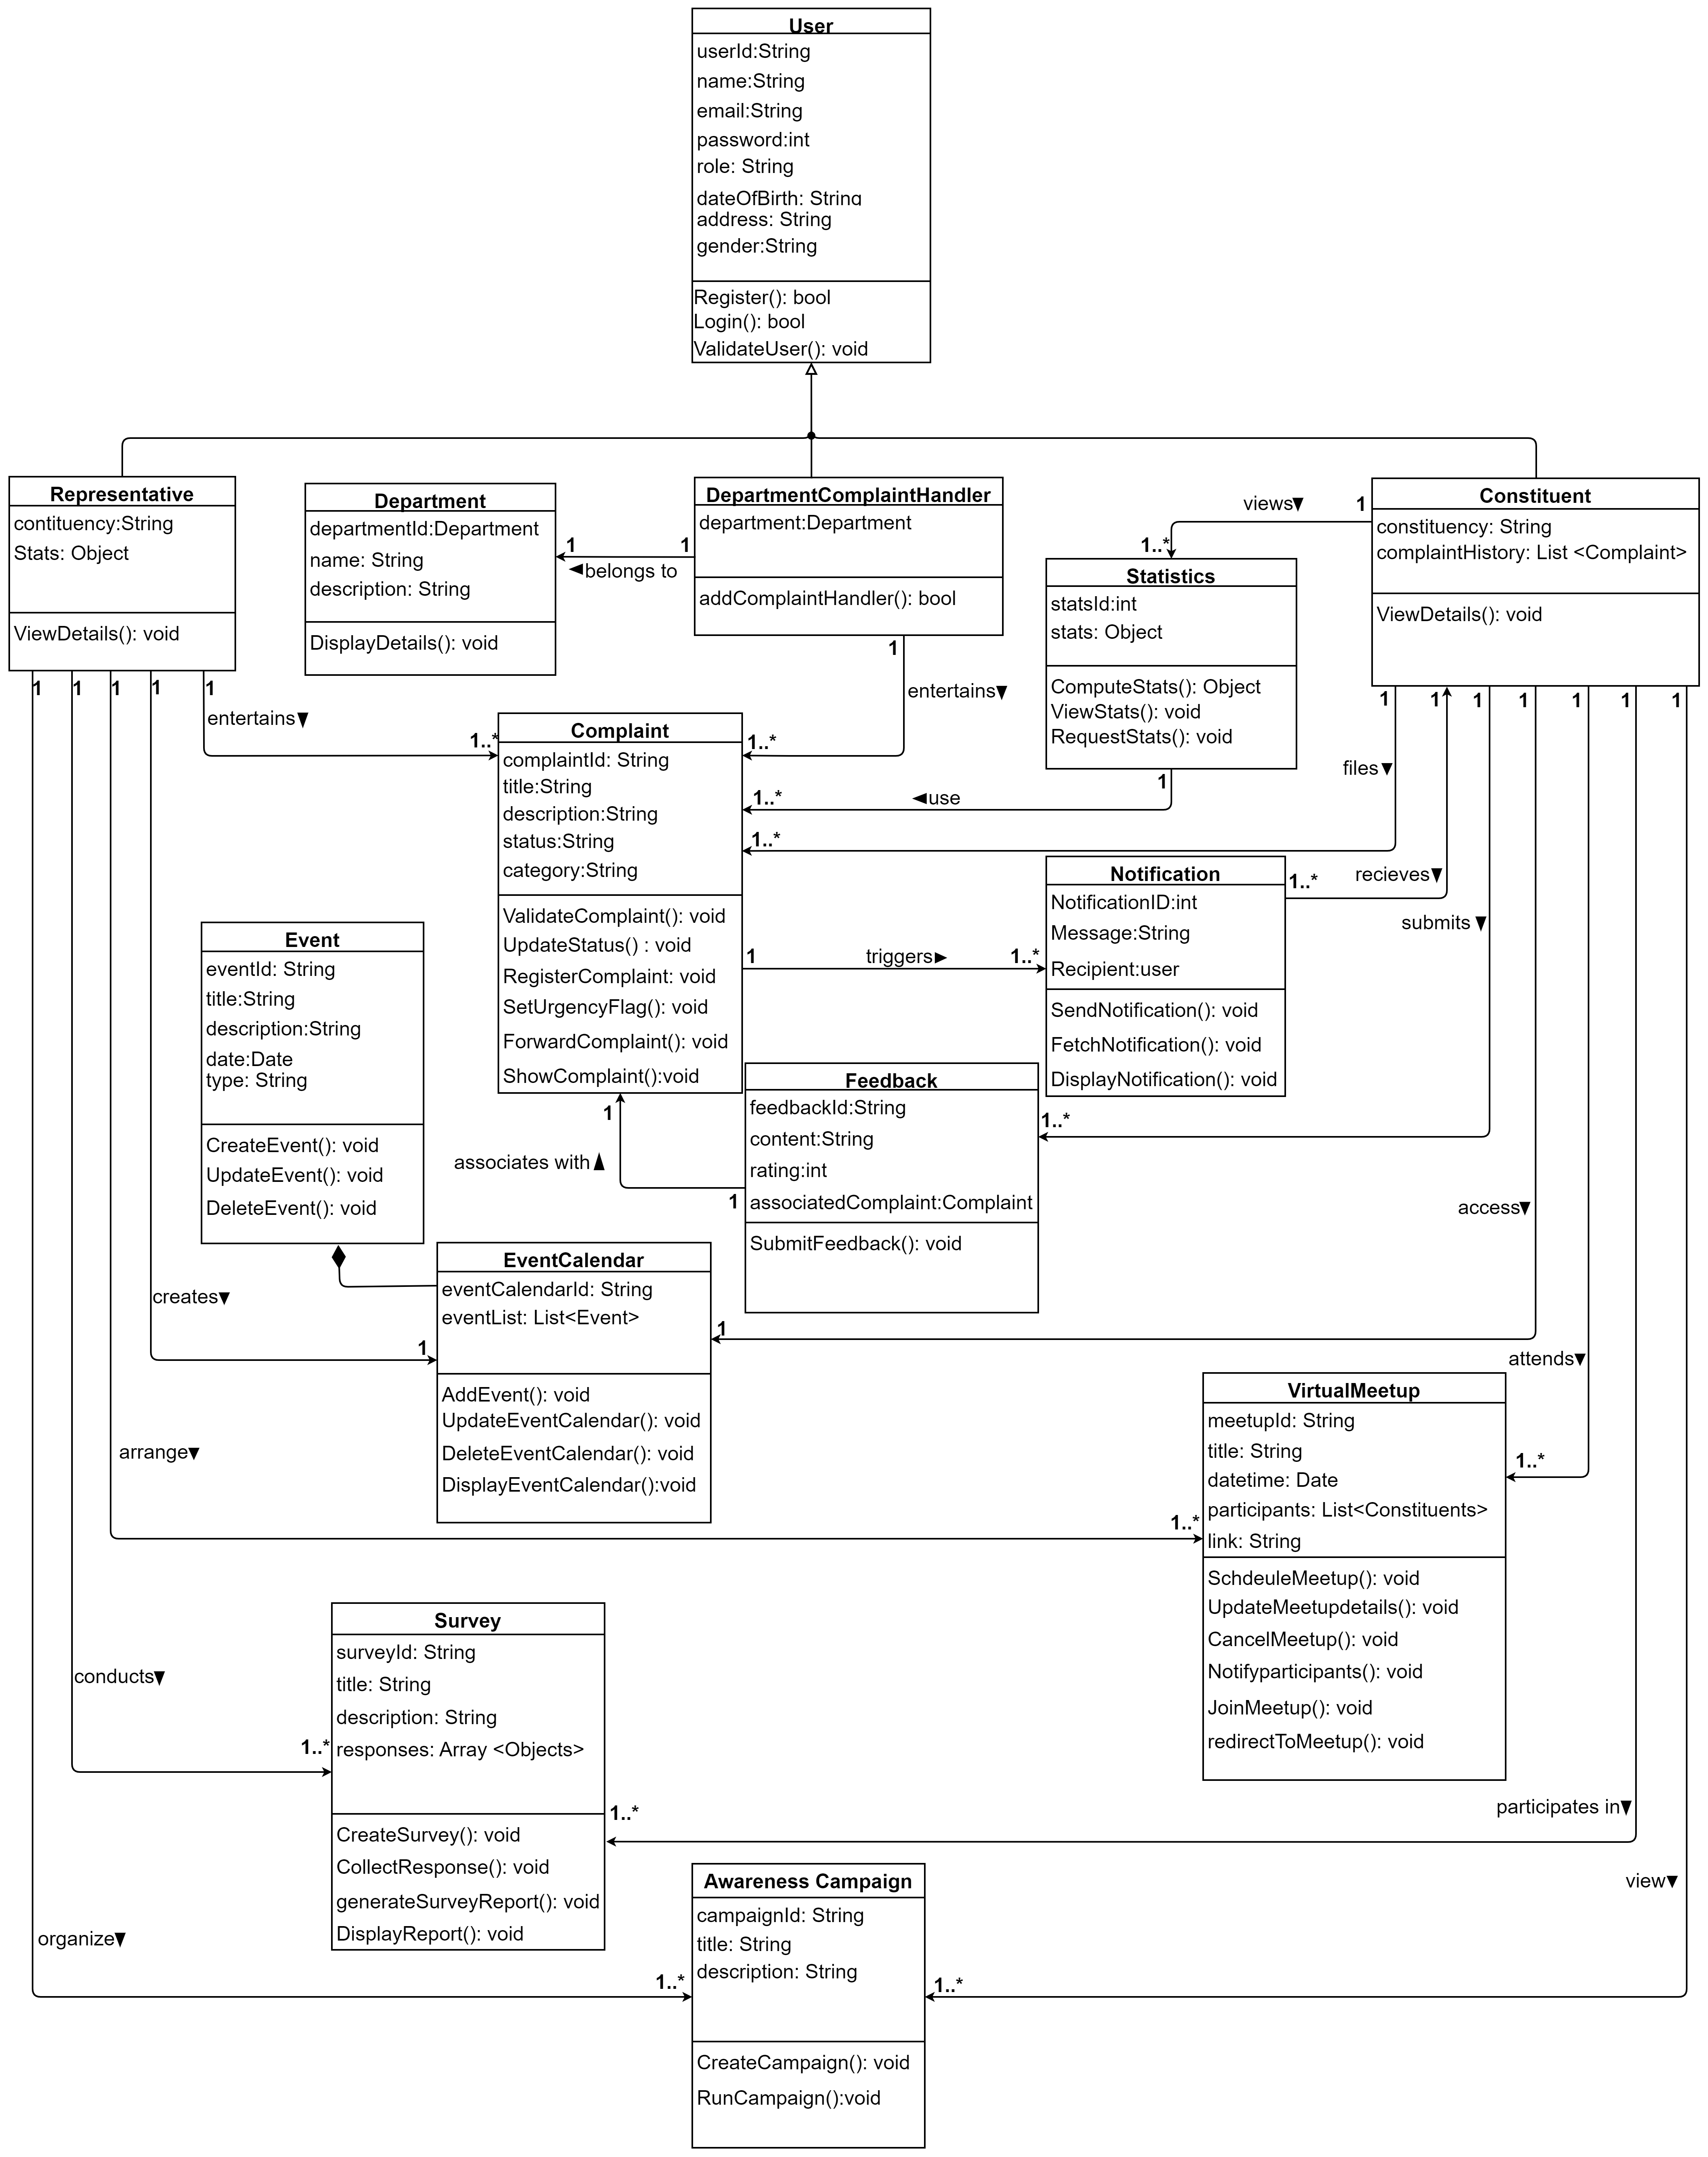 User
userId:String
name:String
email:String
password:int
role: String
dateOfBirth: String
address: String
gender:String
Register(): bool
Login(): bool
ValidateUser(): void
Representative
contituency:String
Stats: Object
ViewDetails(): void
Department
departmentId:Department
name: String
description: String
DisplayDetails(): void
1
1
◄belongs to
DepartmentComplaintHandler
department:Department
addComplaintHandler(): bool
views▼
1
1..*
Statistics
statsId:int
stats: Object
ComputeStats(): Object
ViewStats(): void
RequestStats(): void
Constituent
constituency: String
complaintHistory: List <Complaint>
ViewDetails(): void
1
1
1
1
1
entertains▼
1..*
1
entertains▼
1..*
1
◄use
1..*
1
1
1
1
1
1
1
files▼
1..*
Complaint
complaintId: String
title:String
description:String
status:String
category:String
ValidateComplaint(): void
UpdateStatus() : void
RegisterComplaint: void
SetUrgencyFlag(): void
ForwardComplaint(): void
ShowComplaint():void
1
triggers►
1..*
Notification
NotificationID:int
Message:String
Recipient:user
SendNotification(): void
FetchNotification(): void
DisplayNotification(): void
1..*
recieves▼
submits ▼
1..*
Event
eventId: String
title:String
description:String
date:Date
type: String
CreateEvent(): void
UpdateEvent(): void
DeleteEvent(): void
Feedback
feedbackId:String
content:String
rating:int
associatedComplaint:Complaint
SubmitFeedback(): void
1
associates with▲
1
access▼
1
EventCalendar
eventCalendarId: String
eventList: List<Event>
AddEvent(): void
UpdateEventCalendar(): void
DeleteEventCalendar(): void
DisplayEventCalendar():void
creates▼
1
arrange▼
1..*
attends▼
1..*
VirtualMeetup
meetupId: String
title: String
datetime: Date
participants: List<Constituents>
link: String
SchdeuleMeetup(): void
UpdateMeetupdetails(): void
CancelMeetup(): void
Notifyparticipants(): void
JoinMeetup(): void
redirectToMeetup(): void
Survey
surveyId: String
title: String
description: String
responses: Array <Objects>
CreateSurvey(): void
CollectResponse(): void
generateSurveyReport(): void
DisplayReport(): void
conducts▼
1..*
participates in▼
1..*
view▼
1..*
organize▼
1..*
Awareness Campaign
campaignId: String
title: String
description: String
CreateCampaign(): void
RunCampaign():void